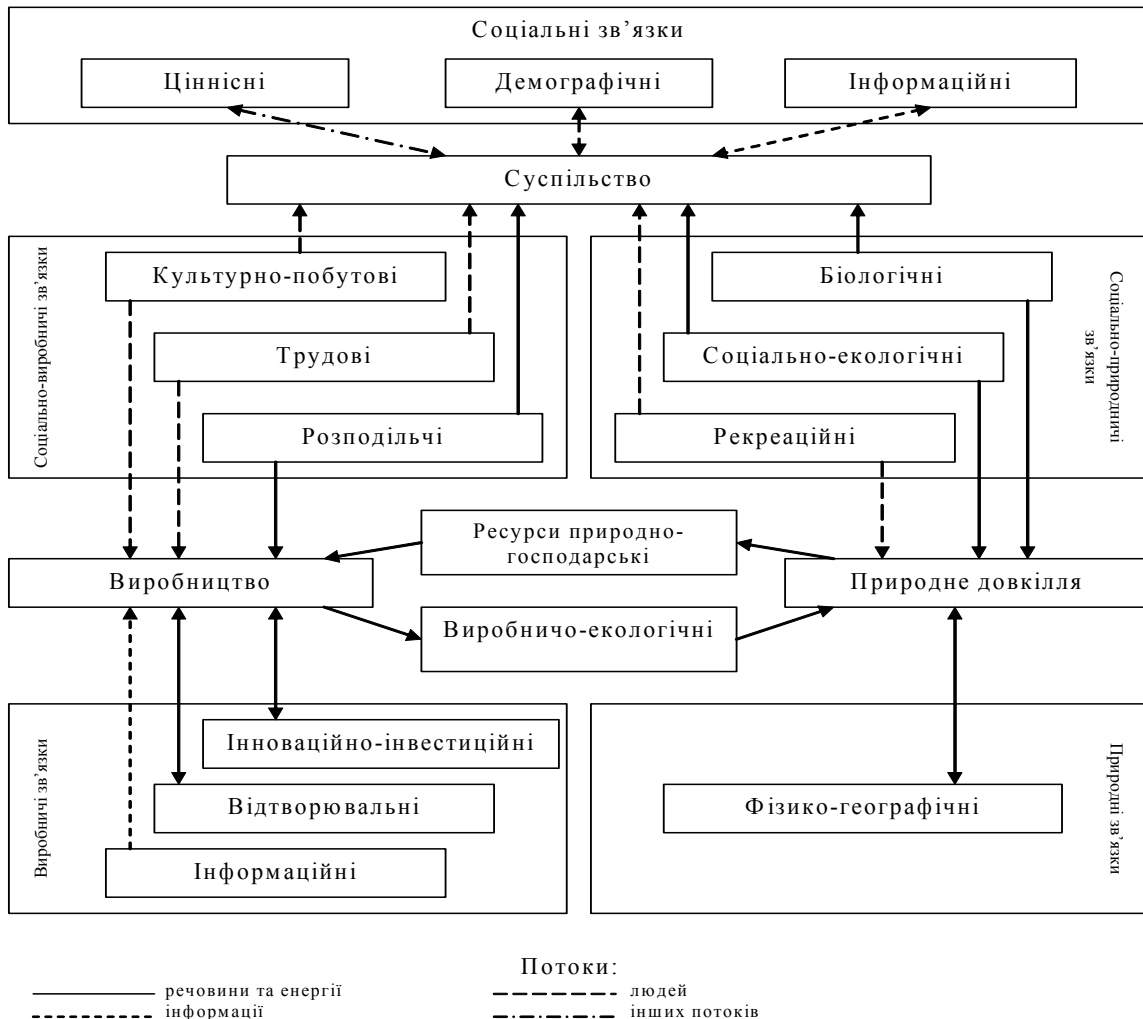 Соціальні зв’язки
Ціннісні
Демографічні
Інформаційні
Суспільство
Соціально-виробничі зв’язки
Культурно-побутові
Трудові
Розподільчі
Біологічні
Соціально-екологічні
Рекреаційні
Соціально-природничі
зв’язки
Ресурси природно-
господарські
Виробництво
Природне довкілля
Виробничо-екологічні
Виробничі зв’язки
Інноваційно-інвестиційні
Відтворювальні
Інформаційні
Фізико-географічні
Природні зв’язки
Потоки:
речовини та енергії
людей
інформації
інших потоків